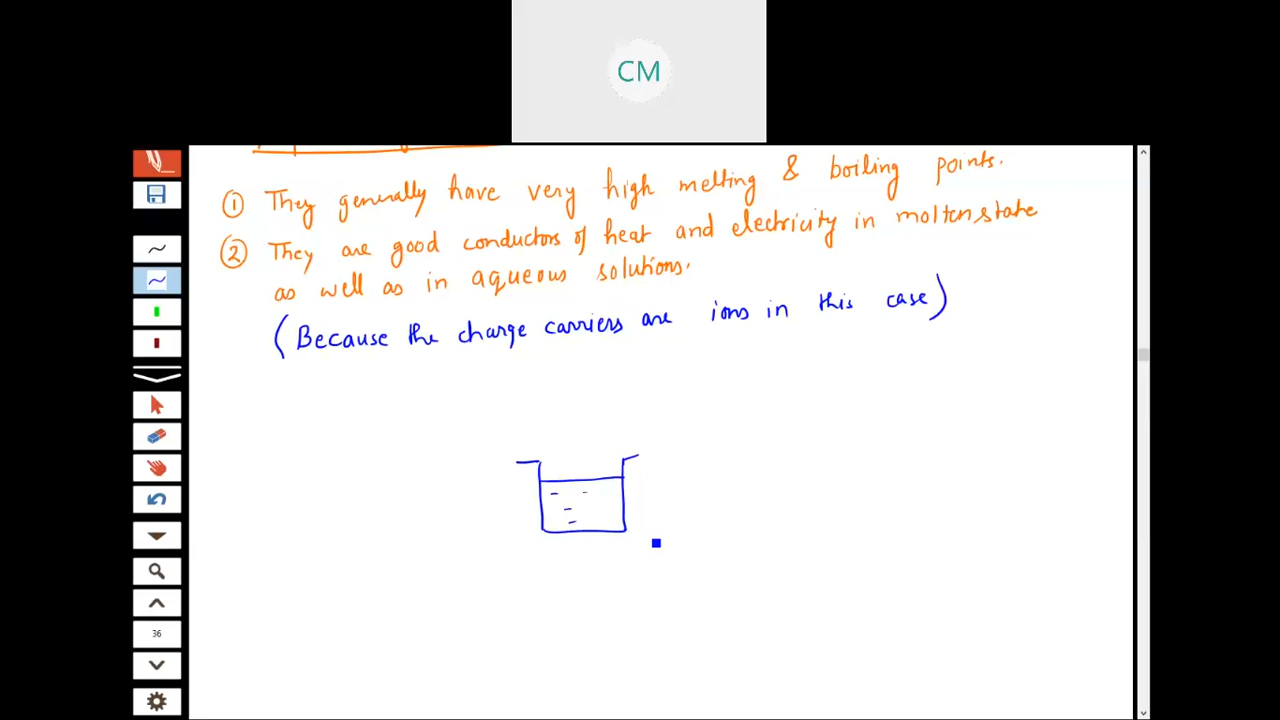 CM
① They generally have very high melting & boiling points.
② They are good conductors of heat and electricity in molten state
as well as in aqueous solutions.
(Because the charge carriers are ions in this case)
36